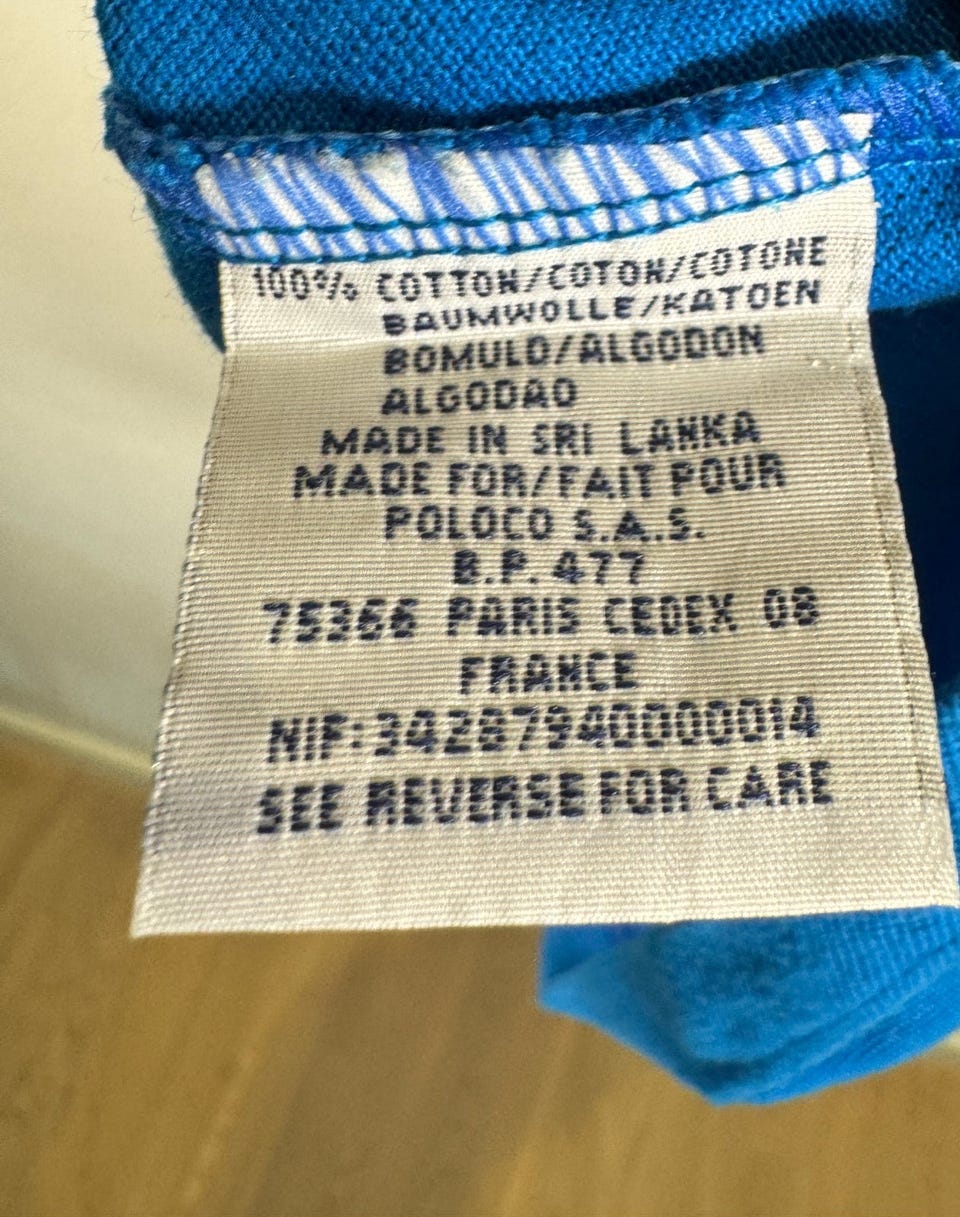 100% COTTON/COTON/COTONE
BAUMWOLLE/KATOEN
BOMULD/ALGODON
ALGODAO
MADE IN SRI LANKA
MADE FOR/FAIT POUR
POLOCO S.A.S.
B.P. 477
75366 PARIS CEDEX 08
FRANCE
NIF:34287940000014
SEE REVERSE FOR CARE